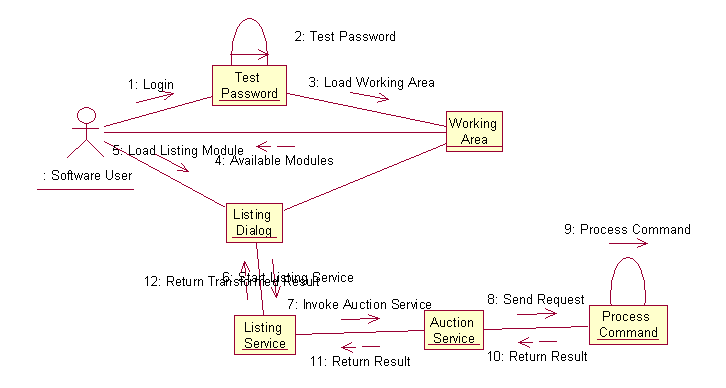 2: Test Password
Test
Password
1: Login
3: Load Working Area
Working
Area
5: Load Listing Module
4: Available Modules
: Software User
Listing
Dialog
9: Process Command
6: Start Listing Service
12: Return Transformed Result
7: Invoke Auction Service
8: Send Request
Process
Command
Listing
Service
Auction
Service
11: Return Result
10: Return Result